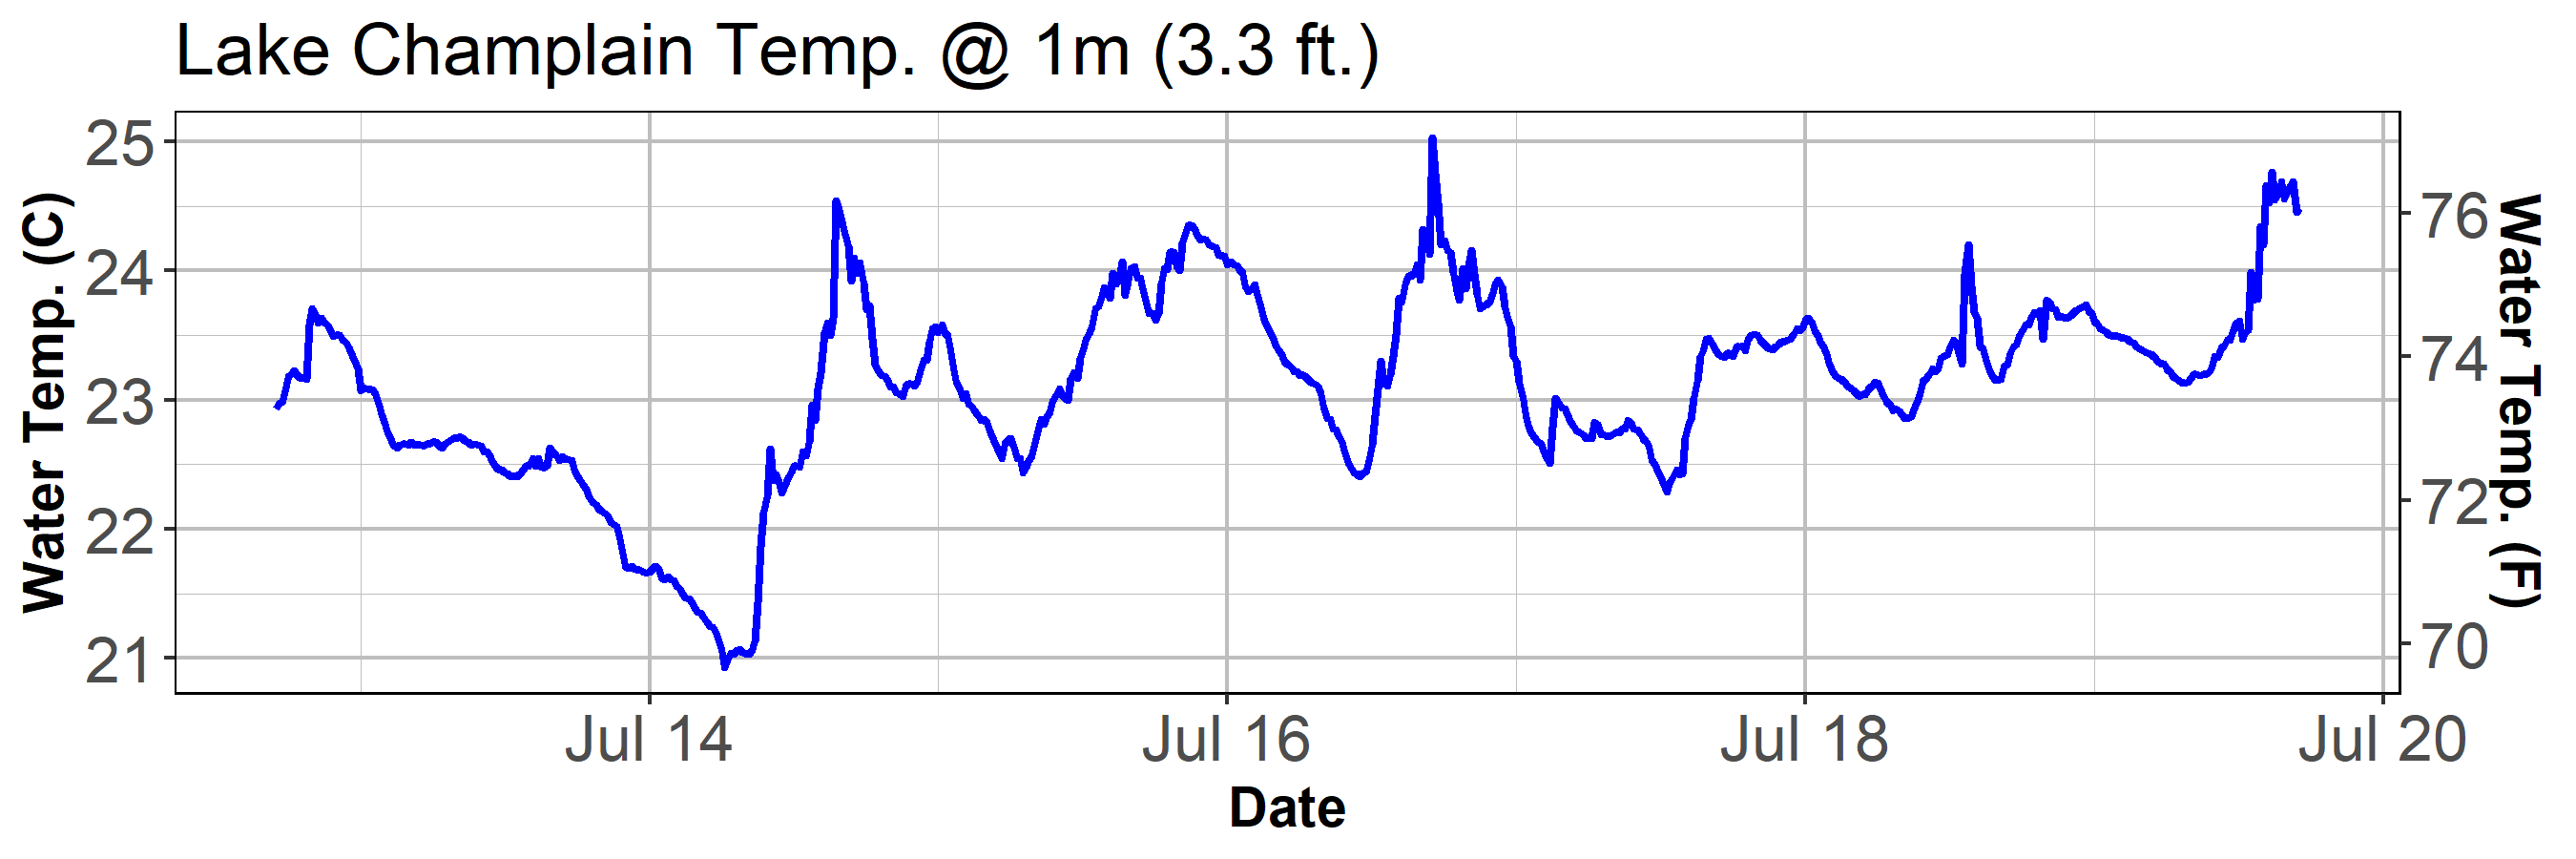 Lake Champlain Temp. @ 1m (3.3 ft.)
Water Temp. (C)
25
24
23
22
21
76
74
72
70
Water Temp. (F)
Jul 14
Jul 16
Jul 18
Jul 20
Date